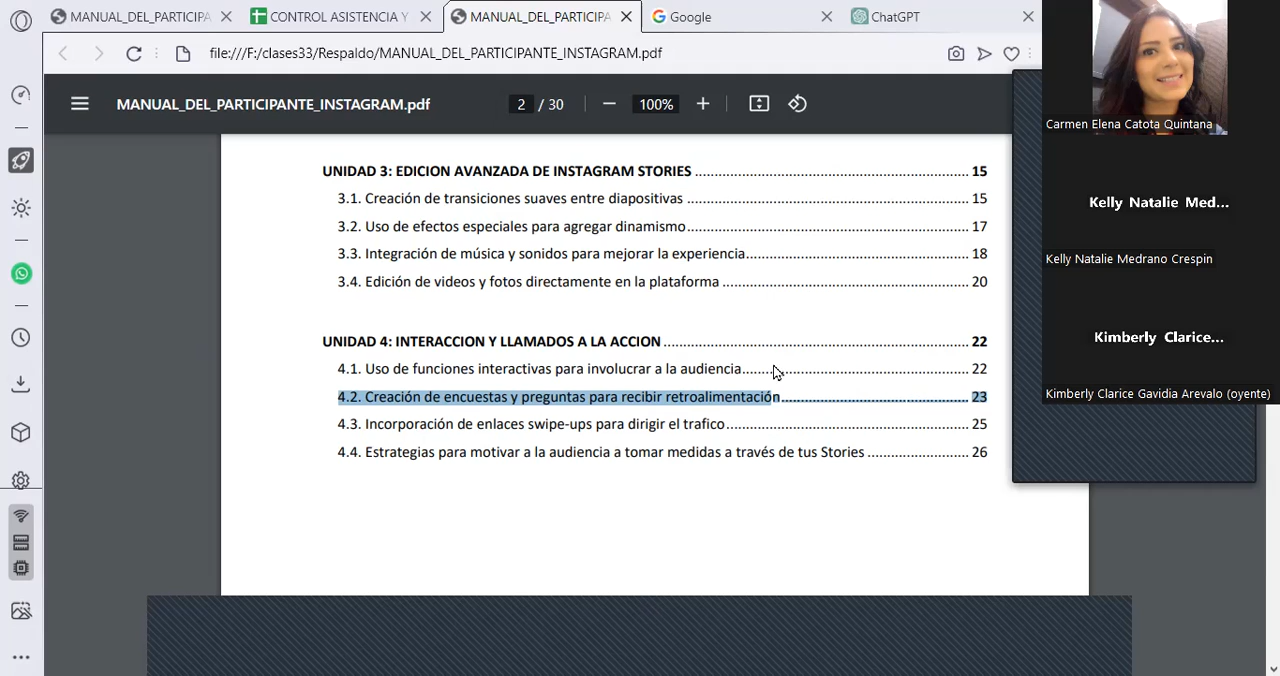 MANUAL_DEL_PARTICIPA
CONTROL ASISTENCIA Y
MANUAL_DEL_PARTICIPA
Google
ChatGPT
file:///F:/clases33/Respaldo/MANUAL_DEL_PARTICIPANTE_INSTAGRAM.pdf
MANUAL_DEL_PARTICIPANTE_INSTAGRAM.pdf
2 / 30
100%
UNIDAD 3: EDICION AVANZADA DE INSTAGRAM STORIES ........ 15
3.1. Creación de transiciones suaves entre diapositivas ........ 15
3.2. Uso de efectos especiales para agregar dinamismo ........ 17
3.3. Integración de música y sonidos para mejorar la experiencia ........ 18
3.4. Edición de videos y fotos directamente en la plataforma ........ 20
UNIDAD 4: INTERACCION Y LLAMADOS A LA ACCION ........ 22
4.1. Uso de funciones interactivas para involucrar a la audiencia ........ 22
4.2. Creación de encuestas y preguntas para recibir retroalimentación ........ 23
4.3. Incorporación de enlaces swipe-ups para dirigir el trafico ........ 25
4.4. Estrategias para motivar a la audiencia a tomar medidas a través de tus Stories ........ 26
Carmen Elena Catota Quintana
Kelly Natalie Med...
Kelly Natalie Medrano Crespin
Kimberly Clarice...
Kimberly Clarice Gavidia Arevalo (oyente)